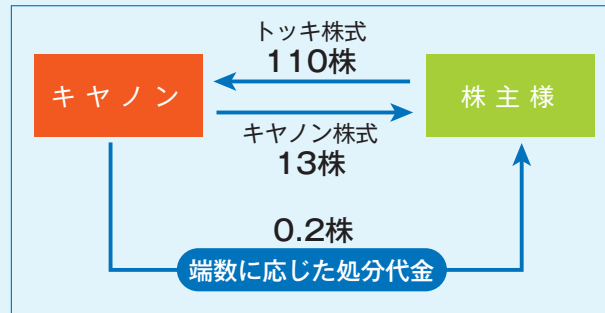 トッキ株式
110株
キヤノン
株主様
キヤノン株式
13株
0.2株
端数に応じた処分代金